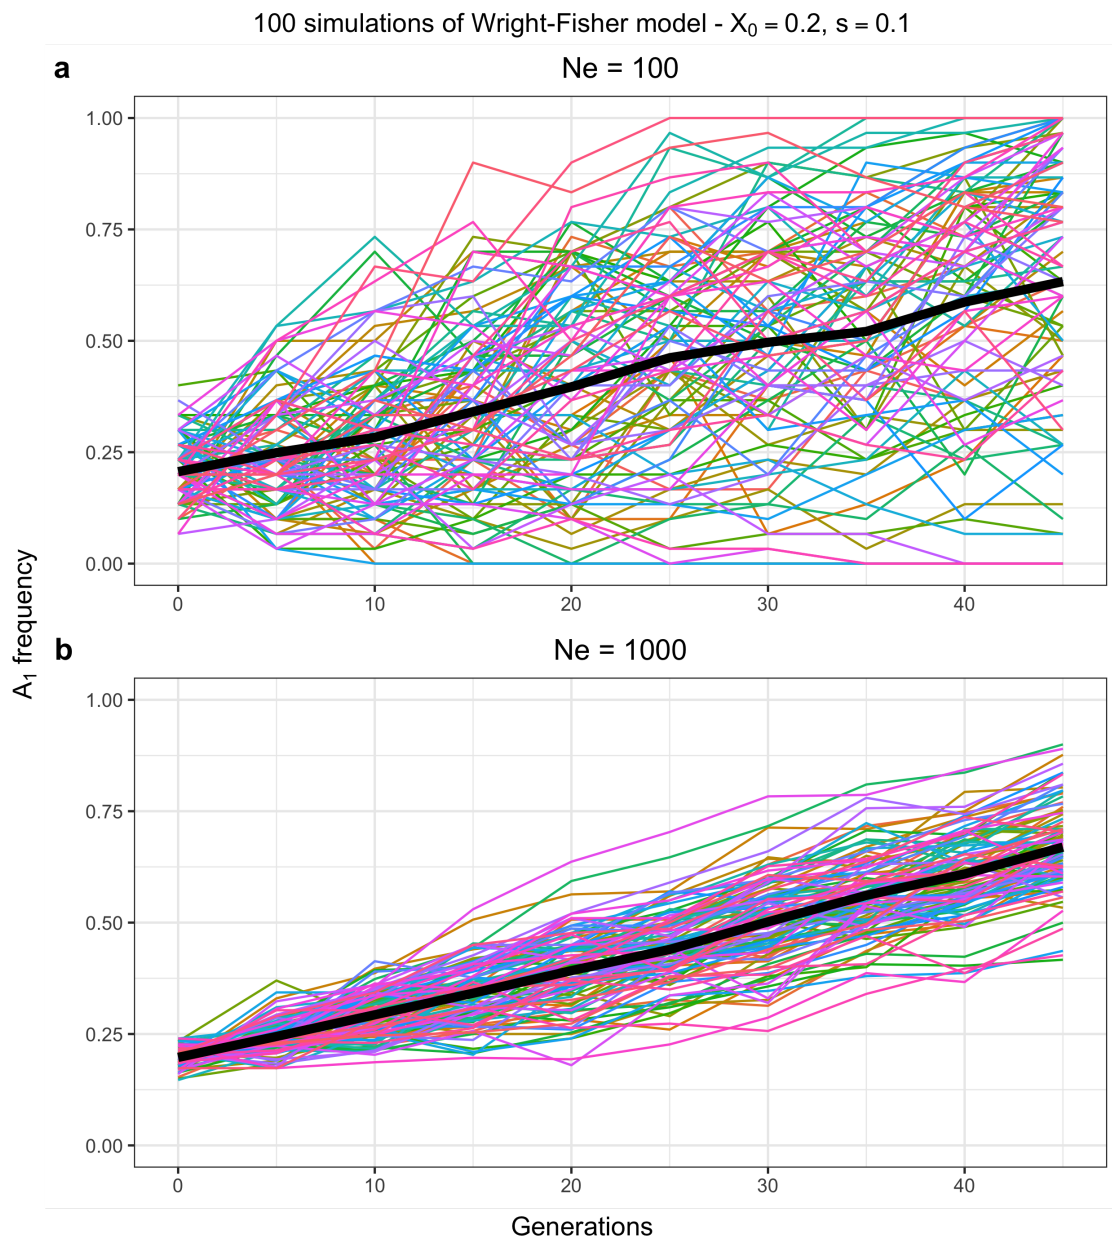 100 simulations of Wright-Fisher model - X₀ = 0.2, s = 0.1
a
Ne = 100
1.00
0.75
0.50
0.25
0.00
0 10 20 30 40
b
Ne = 1000
1.00
0.75
0.50
0.25
0.00
0 10 20 30 40
A₁ frequency
Generations